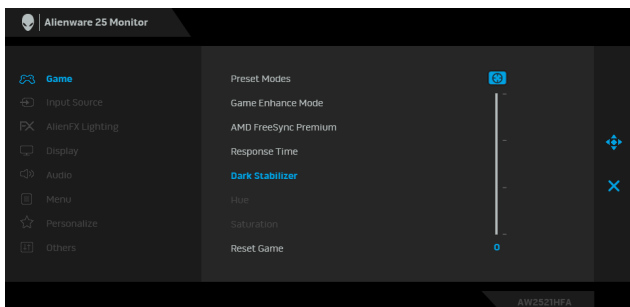 Alienware 25 Monitor
Game
Input Source
AlienFX Lighting
Display
Audio
Menu
Personalize
Others
Preset Modes
Game Enhance Mode
AMD FreeSync Premium
Response Time
Dark Stabilizer
Hue
Saturation
Reset Game
0
AW2521HFA